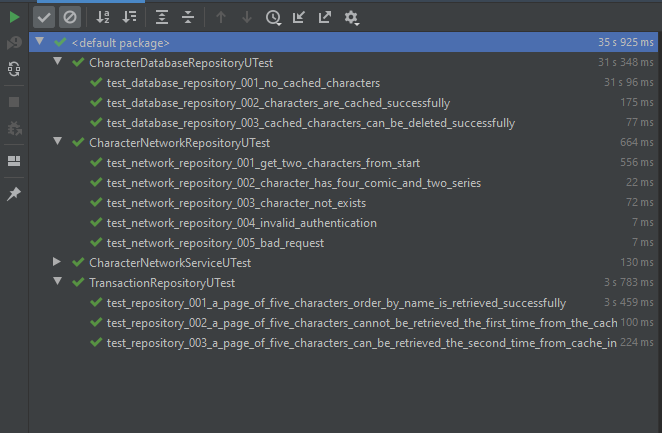 <default package> 35 s 925 ms
CharacterDatabaseRepositoryUTest 31 s 348 ms
test_database_repository_001_no_cached_characters 31 s 96 ms
test_database_repository_002_characters_are_cached_successfully 175 ms
test_database_repository_003_cached_characters_can_be_deleted_successfully 77 ms
CharacterNetworkRepositoryUTest 664 ms
test_network_repository_001_get_two_characters_from_start 556 ms
test_network_repository_002_character_has_four_comic_and_two_series 22 ms
test_network_repository_003_character_not_exists 72 ms
test_network_repository_004_invalid_authentication 7 ms
test_network_repository_005_bad_request 7 ms
CharacterNetworkServiceUTest 130 ms
TransactionRepositoryUTest 3 s 783 ms
test_repository_001_a_page_of_five_characters_order_by_name_is_retrieved_successfully 3 s 459 ms
test_repository_002_a_page_of_five_characters_cannot_be_retrieved_the_first_time_from_the_cach 100 ms
test_repository_003_a_page_of_five_characters_can_be_retrieved_the_second_time_from_cache_in 224 ms